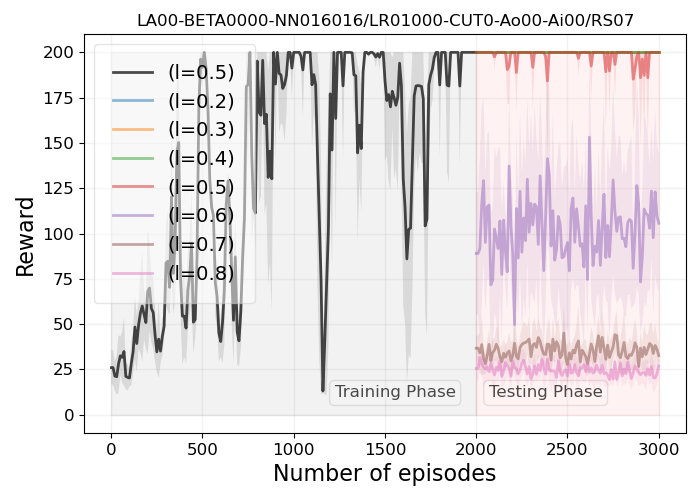 LA00-BETA0000-NN016016/LR01000-CUT0-Ao00-Ai00/RS07
200
175
150
125
100
75
50
25
0
Reward
(l=0.5)
(l=0.2)
(l=0.3)
(l=0.4)
(l=0.5)
(l=0.6)
(l=0.7)
(l=0.8)
Training Phase
Testing Phase
0
500
1000
1500
2000
2500
3000
Number of episodes